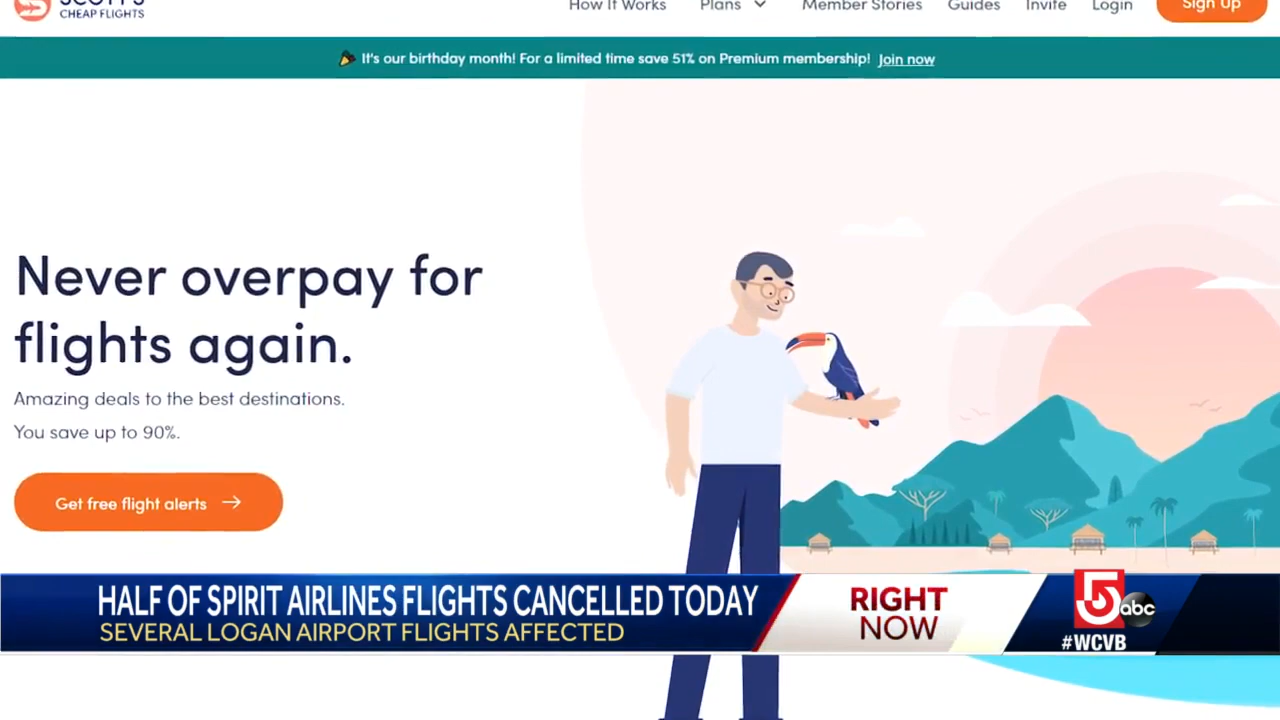 SCOTT'S
CHEAP FLIGHTS
How It Works
Plans
Member Stories
Guides
Invite
Login
Sign Up
It's our birthday month! For a limited time save 51% on Premium membership! Join now
Never overpay for
flights again.
Amazing deals to the best destinations.
You save up to 90%.
Get free flight alerts →
HALF OF SPIRIT AIRLINES FLIGHTS CANCELLED TODAY
SEVERAL LOGAN AIRPORT FLIGHTS AFFECTED
RIGHT
NOW
5 abc
#WCVB